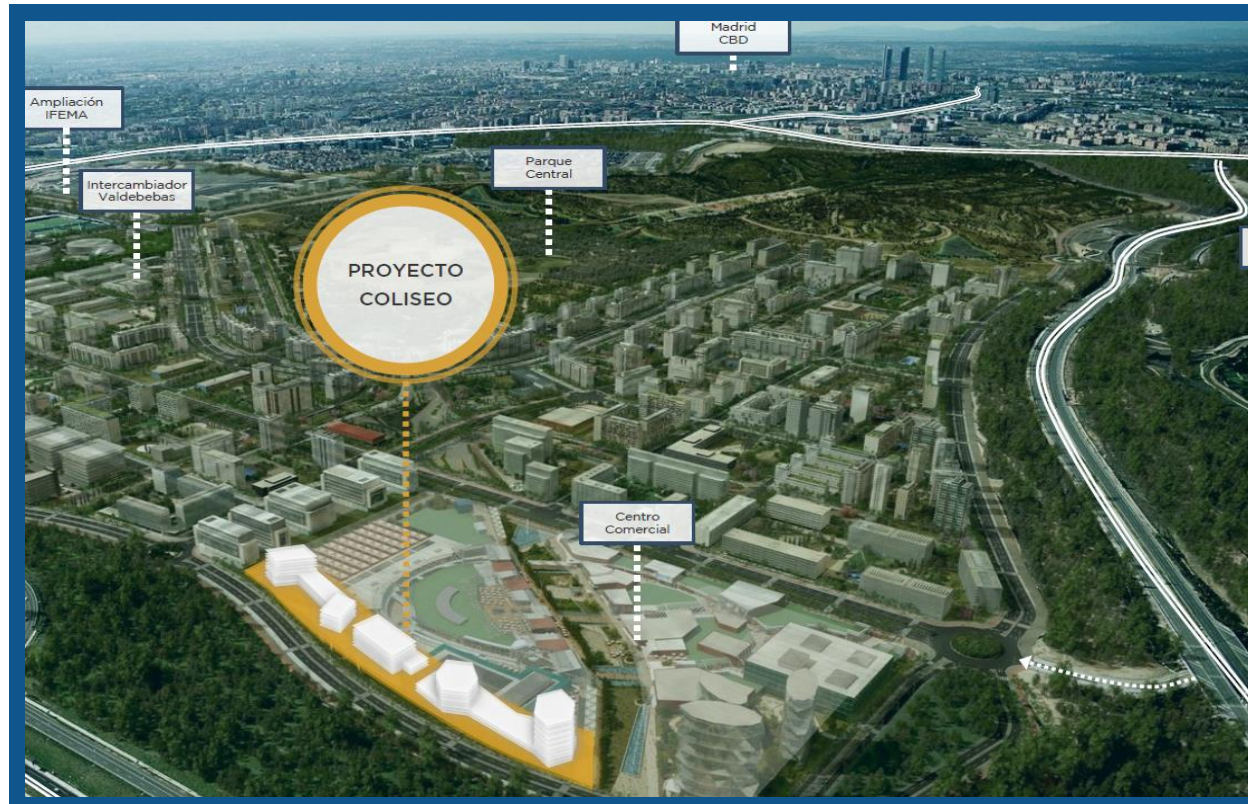 Madrid
CBD
Ampliación
IFEMA
Parque
Central
Intercambiador
Valdebebas
PROYECTO
COLISEO
Centro
Comercial